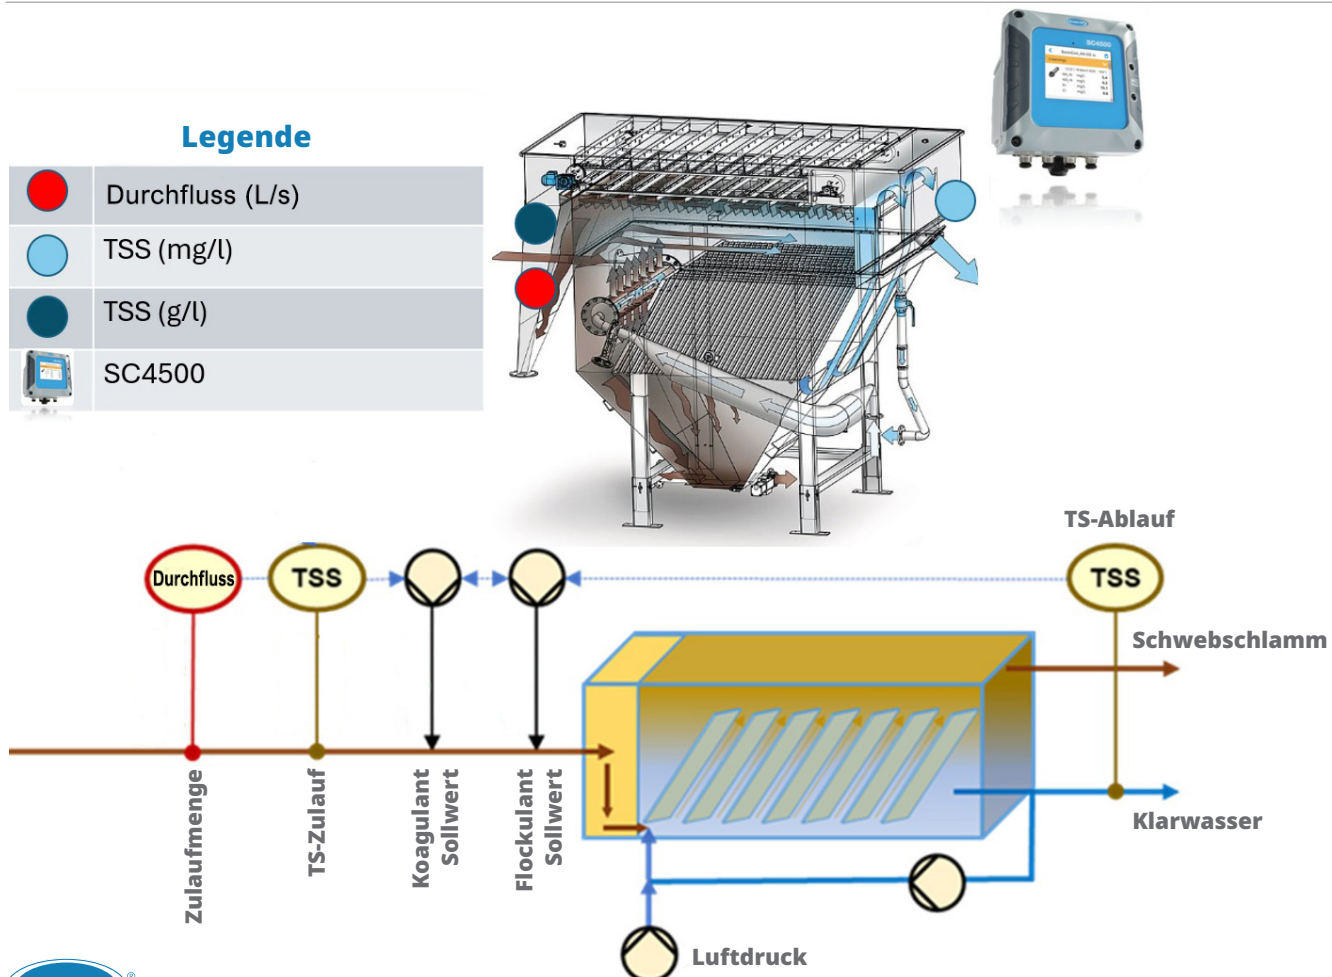 SC4500
Legende
Durchfluss (L/s)
TSS (mg/l)
TSS (g/l)
SC4500
TS-Ablauf
Durchfluss
TSS
TSS
Schwebschlamm
Klarwasser
Zulaufmenge
TS-Zulauf
Koagulant
Sollwert
Flockulant
Sollwert
Luftdruck
®